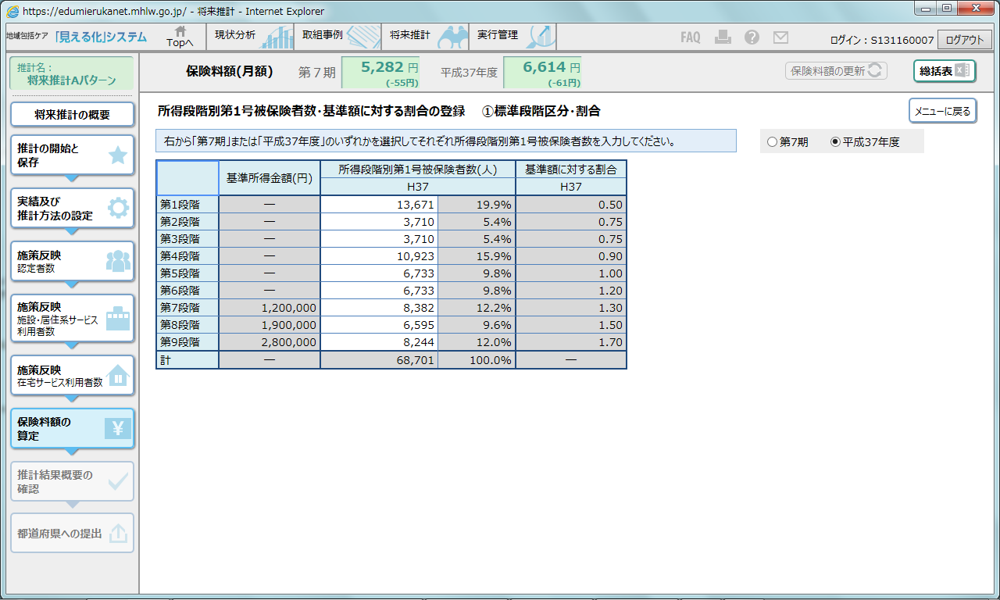 https://edumierukanet.mhlw.go.jp/ - 将来推計 - Internet Explorer
地域包括ケア 「見える化」システム
Topへ
現状分析
取組事例
将来推計
実行管理
FAQ
ログイン：S131160007
ログアウト
推計名：
将来推計Aパターン
保険料額(月額)
第７期
5,282 円
(-55円)
平成37年度
6,614 円
(-61円)
保険料額の更新
総括表
将来推計の概要
推計の開始と
保存
実績及び
推計方法の設定
施策反映
認定者数
施策反映
施設・居住系サービス
利用者数
施策反映
在宅サービス利用者数
保険料額の
算定
推計結果概要の
確認
都道府県への提出
所得段階別第1号被保険者数・基準額に対する割合の登録　①標準段階区分・割合
メニューに戻る
右から「第7期」または「平成37年度」のいずれかを選択してそれぞれ所得段階別第1号被保険者数を入力してください。
第7期 平成37年度
基準所得金額(円) 所得段階別第1号被保険者数(人) 基準額に対する割合
H37 H37
第1段階 ― 13,671 19.9% 0.50
第2段階 ― 3,710 5.4% 0.75
第3段階 ― 3,710 5.4% 0.75
第4段階 ― 10,923 15.9% 0.90
第5段階 ― 6,733 9.8% 1.00
第6段階 ― 6,733 9.8% 1.20
第7段階 1,200,000 8,382 12.2% 1.30
第8段階 1,900,000 6,595 9.6% 1.50
第9段階 2,800,000 8,244 12.0% 1.70
計 ― 68,701 100.0% ―